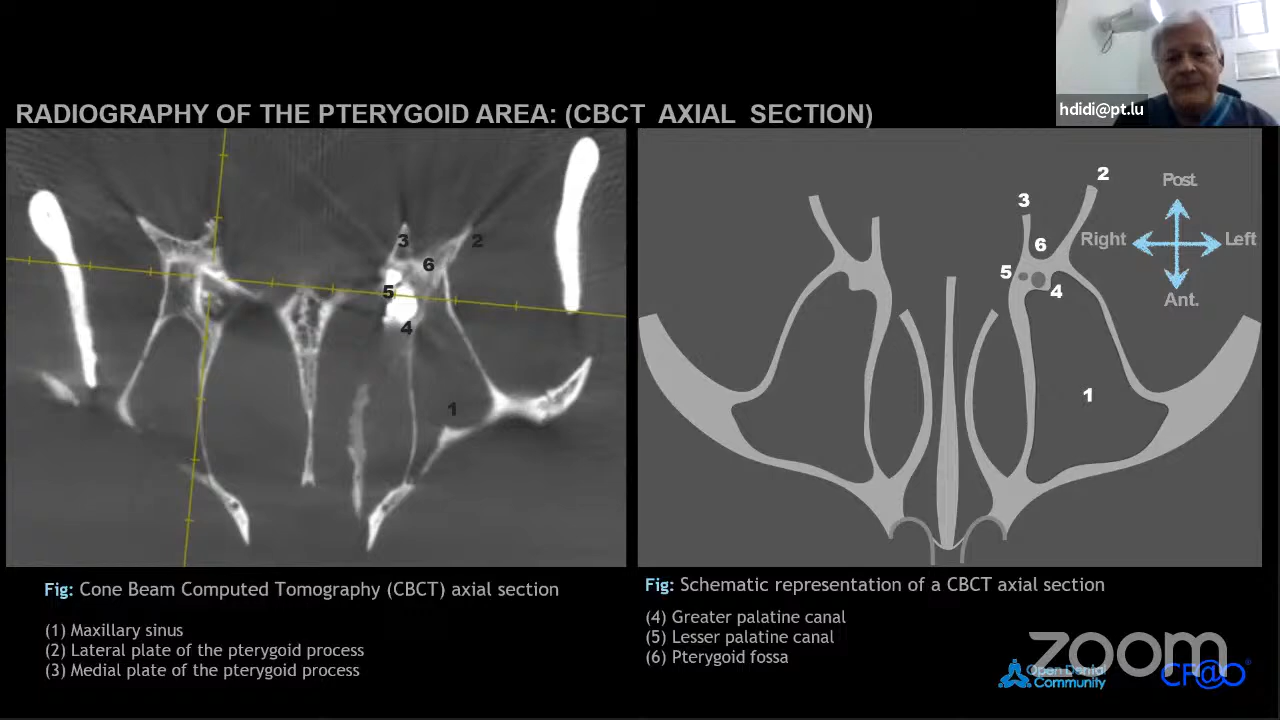 hdidi@pt.lu
RADIOGRAPHY OF THE PTERYGOID AREA: (CBCT AXIAL SECTION)
3
2
6
5
4
1
2
3
6
5
4
1
Post.
Right
Left
Ant.
Fig: Cone Beam Computed Tomography (CBCT) axial section
(1) Maxillary sinus
(2) Lateral plate of the pterygoid process
(3) Medial plate of the pterygoid process
Fig: Schematic representation of a CBCT axial section
(4) Greater palatine canal
(5) Lesser palatine canal
(6) Pterygoid fossa
zoom
Open Dental
Community
CF@O